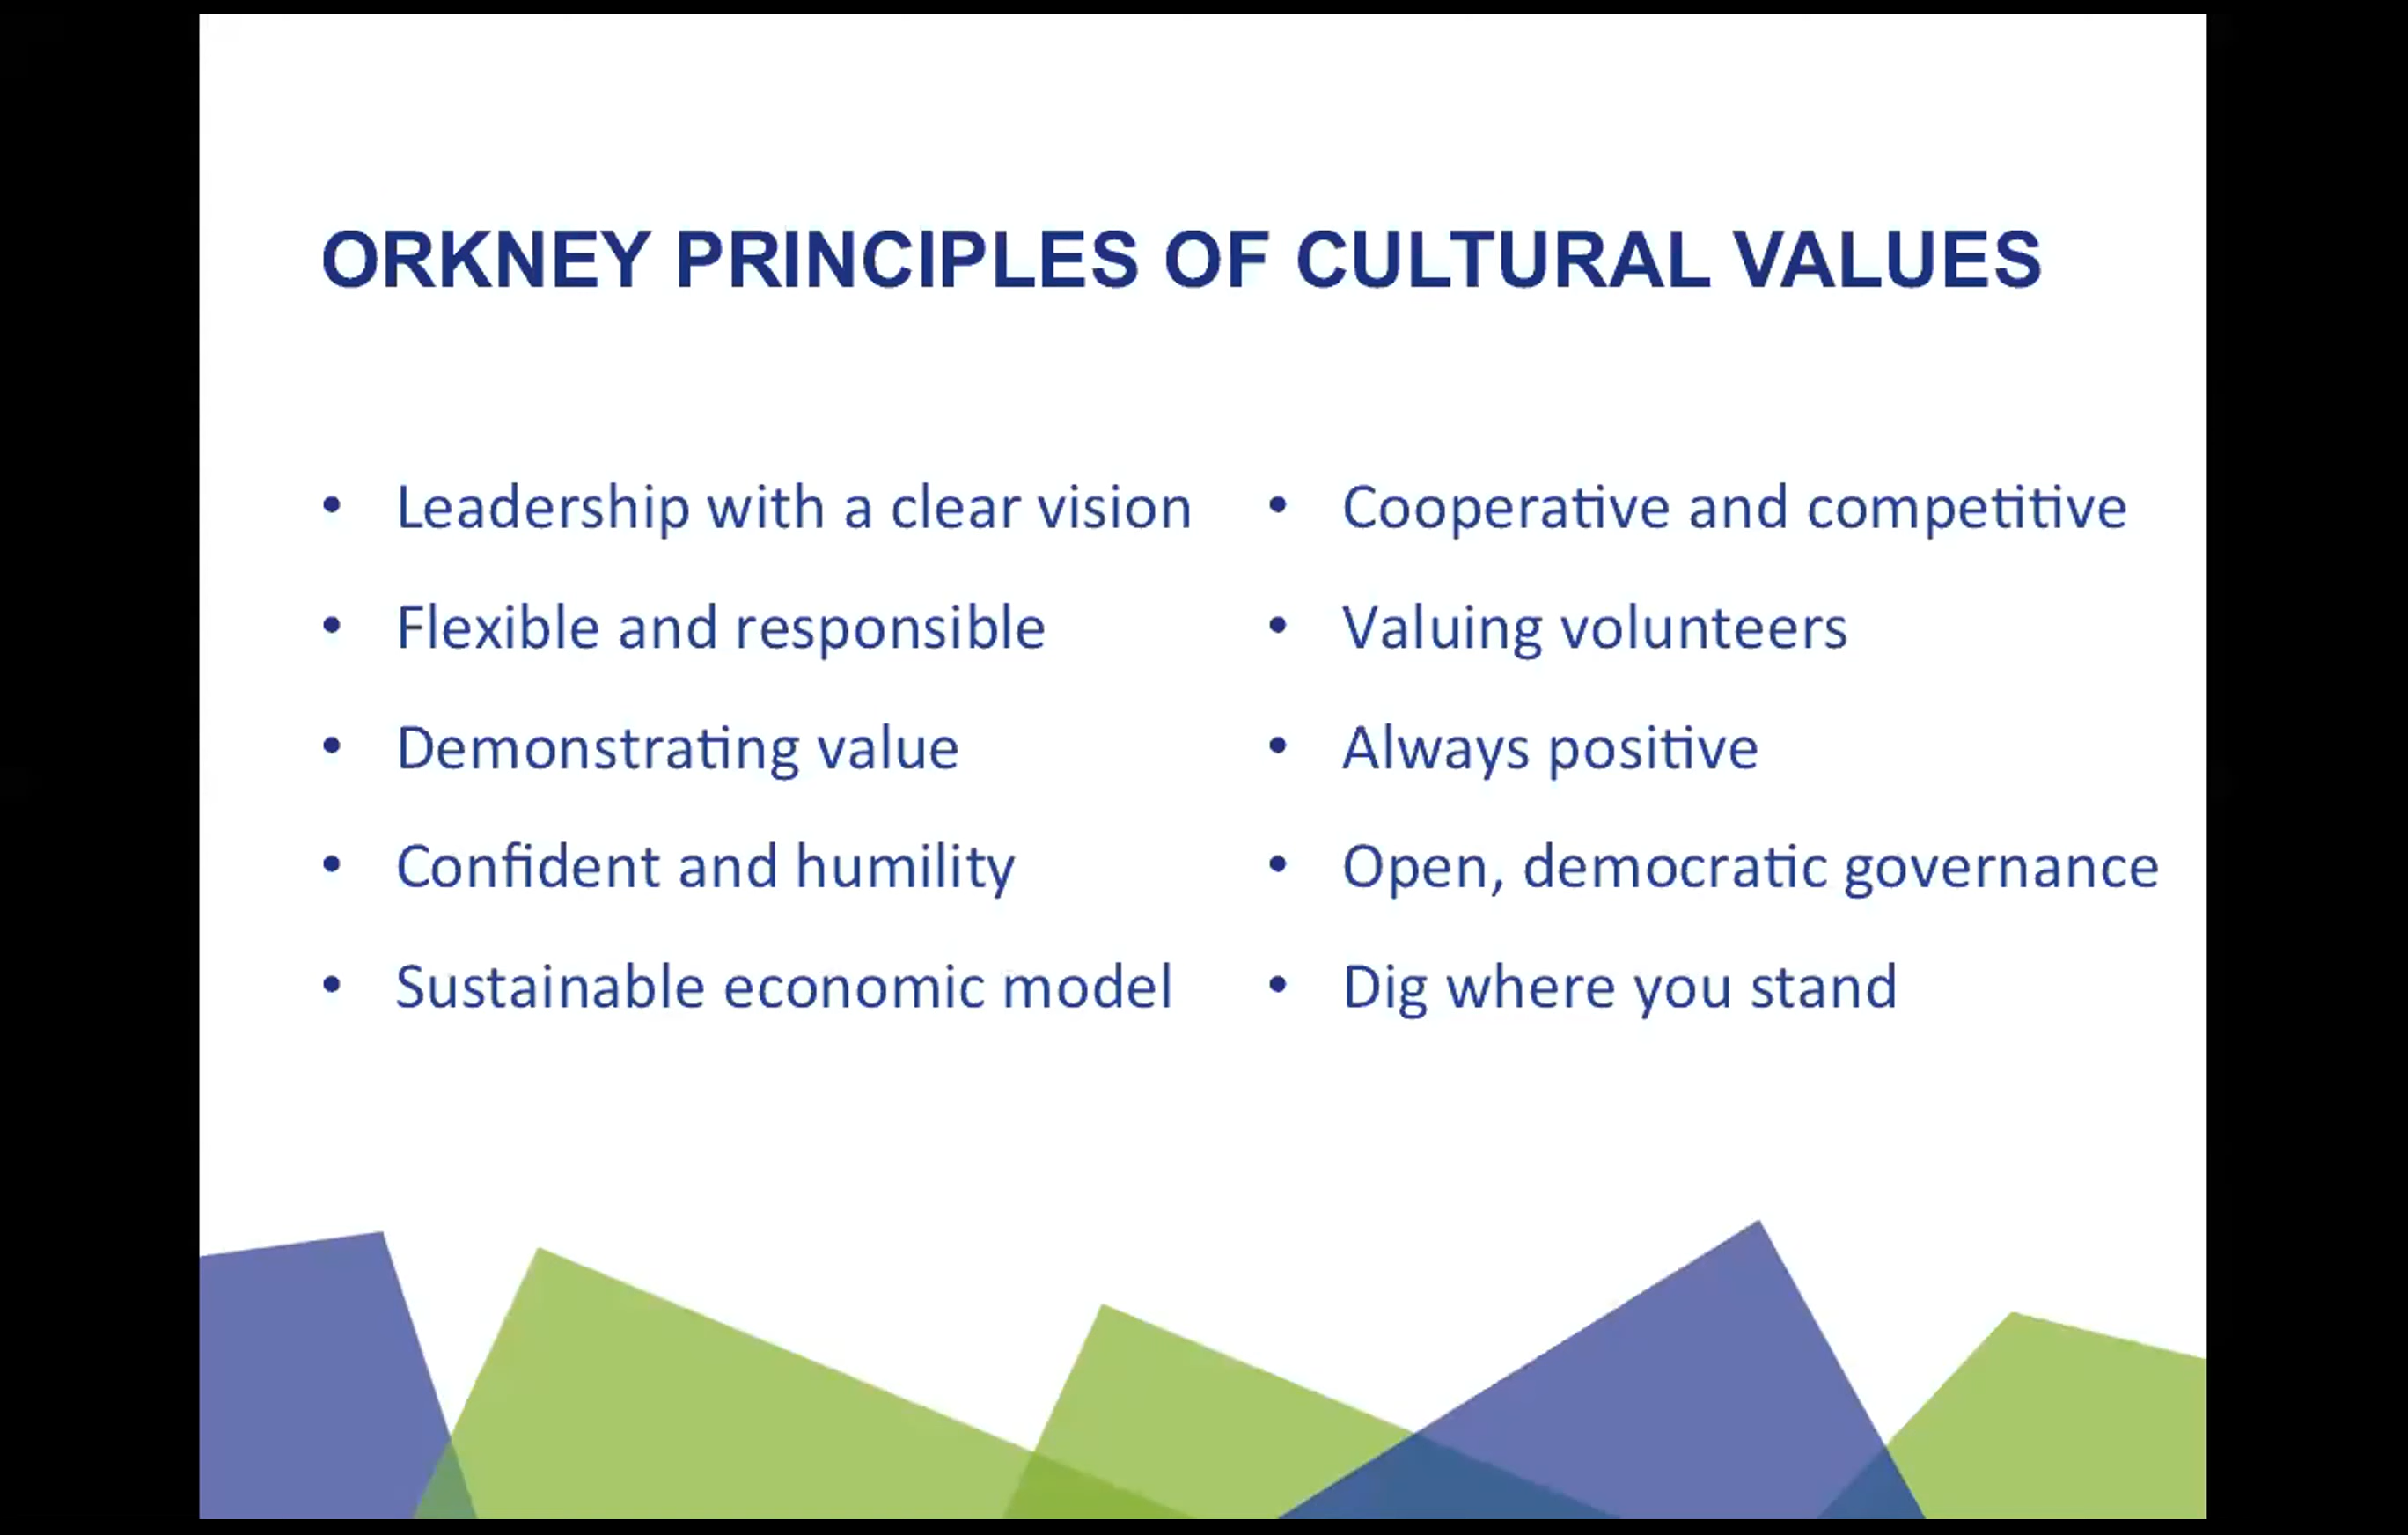 ORKNEY PRINCIPLES OF CULTURAL VALUES
• Leadership with a clear vision
• Flexible and responsible
• Demonstrating value
• Confident and humility
• Sustainable economic model
• Cooperative and competitive
• Valuing volunteers
• Always positive
• Open, democratic governance
• Dig where you stand